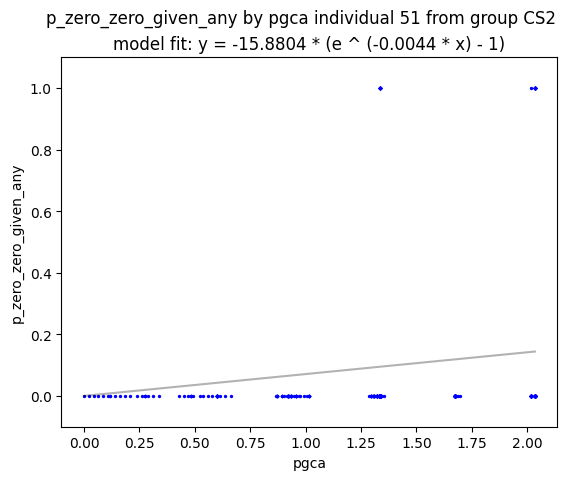 p_zero_zero_given_any by pgca individual 51 from group CS2
model fit: y = -15.8804 * (e ^ (-0.0044 * x) - 1)
1.0
0.8
0.6
0.4
0.2
0.0
p_zero_zero_given_any
0.00 0.25 0.50 0.75 1.00 1.25 1.50 1.75 2.00
pgca